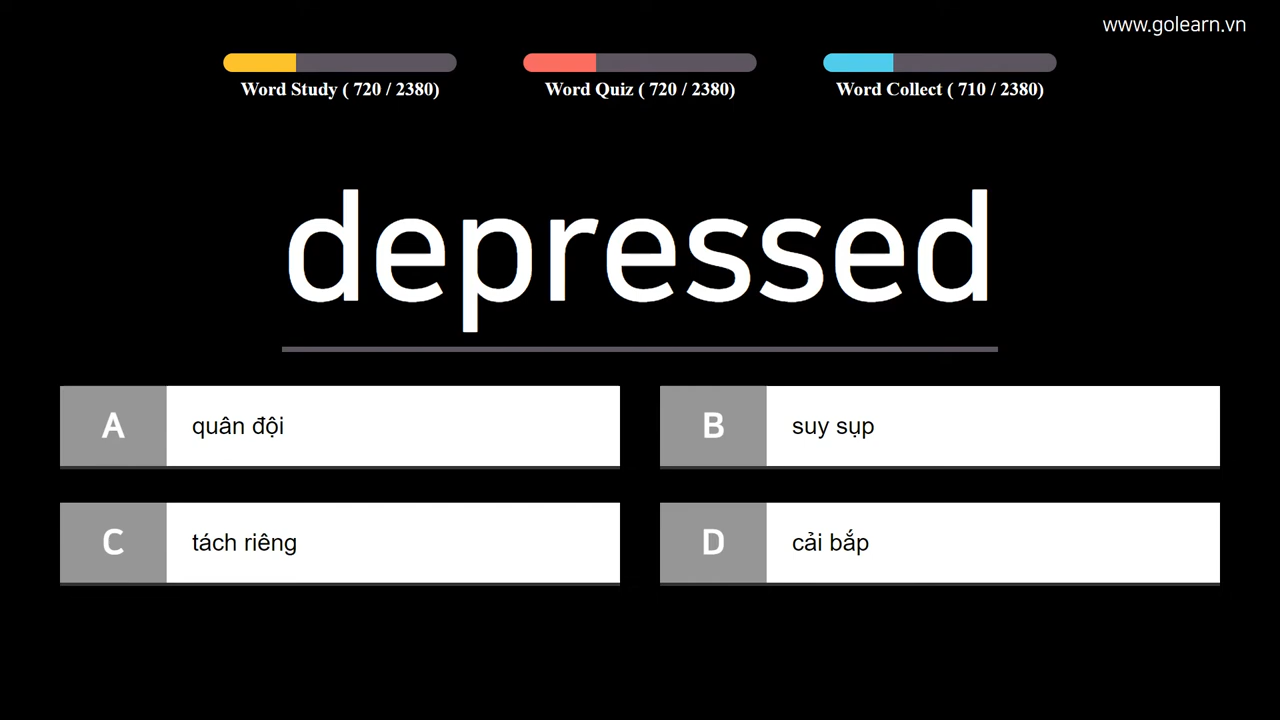 www.golearn.vn
Word Study ( 720 / 2380)
Word Quiz ( 720 / 2380)
Word Collect ( 710 / 2380)
depressed
A quân đội
B suy sụp
C tách riêng
D cải bắp